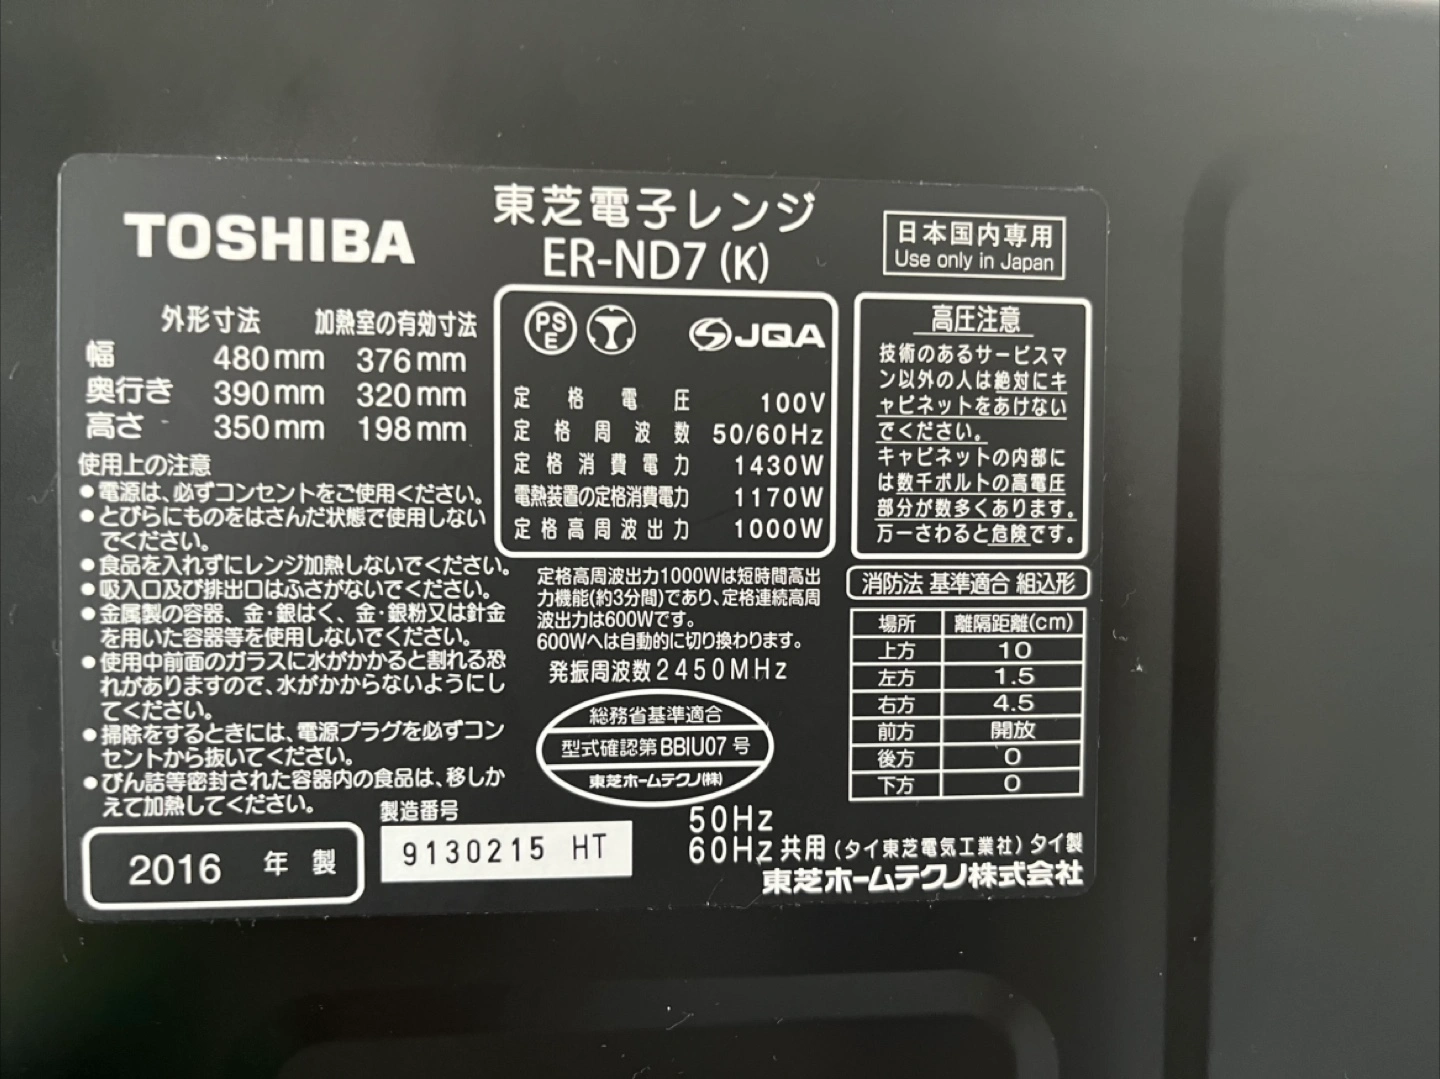 TOSHIBA
東芝電子レンジ
ER-ND7 (K)
日本国内専用
Use only in Japan
外形寸法 加熱室の有効寸法
幅 480mm 376mm
奥行き 390mm 320mm
高さ 350mm 198mm
使用上の注意
●電源は、必ずコンセントをご使用ください。
●とびらにものをはさんだ状態で使用しない
でください。
●食品を入れずにレンジ加熱しないでください。
●吸入口及び排出口はふさがないでください。
●金属製の容器、金・銀はく、金・銀粉又は針金
を用いた容器等を使用しないでください。
●使用中前面のガラスに水がかかると割れる恐
れがありますので、水がかからないようにし
てください。
●掃除をするときには、電源プラグを必ずコン
セントから抜いてください。
●びん詰等密封された容器内の食品は、移しか
えて加熱してください。
2016 年 製
製造番号
9130215 HT
PS
E
JQA
定格電圧 100V
定格周波数 50/60Hz
定格消費電力 1430W
電熱装置の定格消費電力 1170W
定格高周波出力 1000W
定格高周波出力1000Wは短時間高出
力機能(約3分間)であり、定格連続高周
波出力は600Wです。
600Wへは自動的に切り換わります。
発振周波数2450MHz
総務省基準適合
型式確認第BBIU07号
東芝ホームテクノ(株)
高圧注意
技術のあるサービスマ
ン以外の人は絶対にキ
ャビネットをあけない
でください。
キャビネットの内部に
は数千ボルトの高電圧
部分が数多くあります。
万一さわると危険です。
消防法 基準適合 組込形
場所 離隔距離(cm)
上方 10
左方 1.5
右方 4.5
前方 開放
後方 0
下方 0
50Hz
60Hz 共用 (タイ東芝電気工業社) タイ製
東芝ホームテクノ株式会社